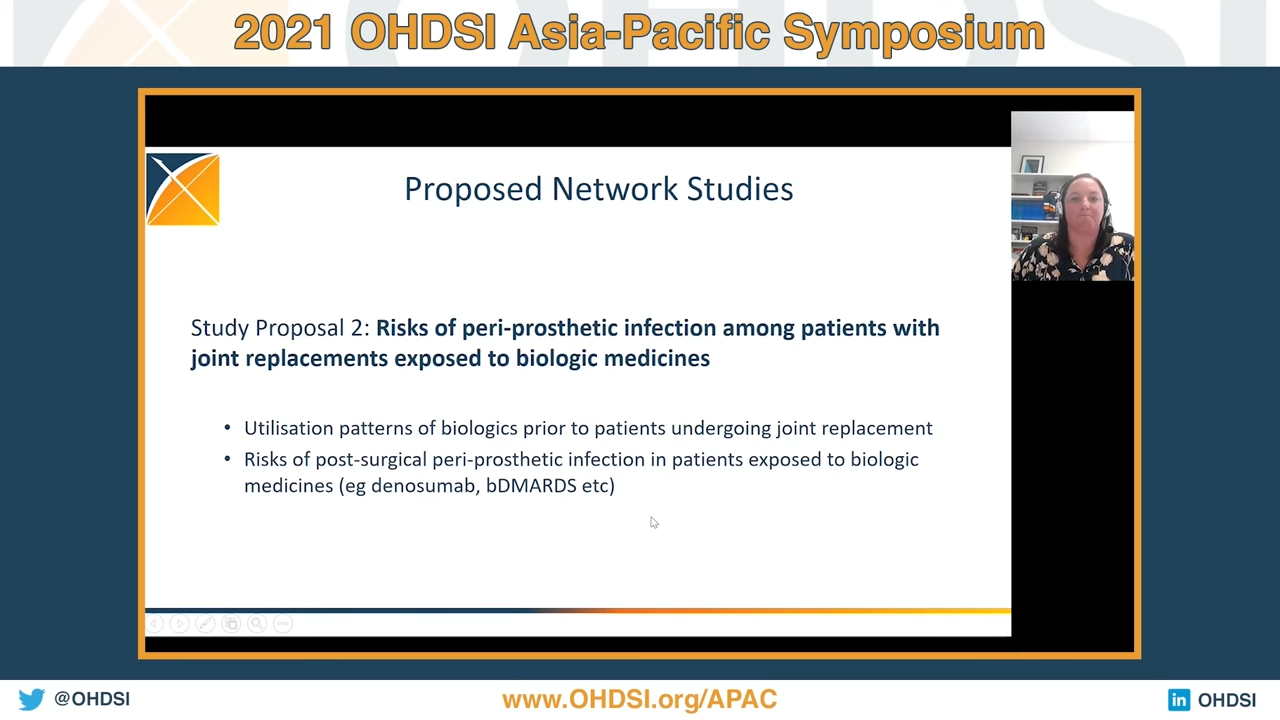 2021 OHDSI Asia-Pacific Symposium
Proposed Network Studies
Study Proposal 2: Risks of peri-prosthetic infection among patients with
joint replacements exposed to biologic medicines
• Utilisation patterns of biologics prior to patients undergoing joint replacement
• Risks of post-surgical peri-prosthetic infection in patients exposed to biologic
medicines (eg denosumab, bDMARDS etc)
@OHDSI
www.OHDSI.org/APAC
in OHDSI